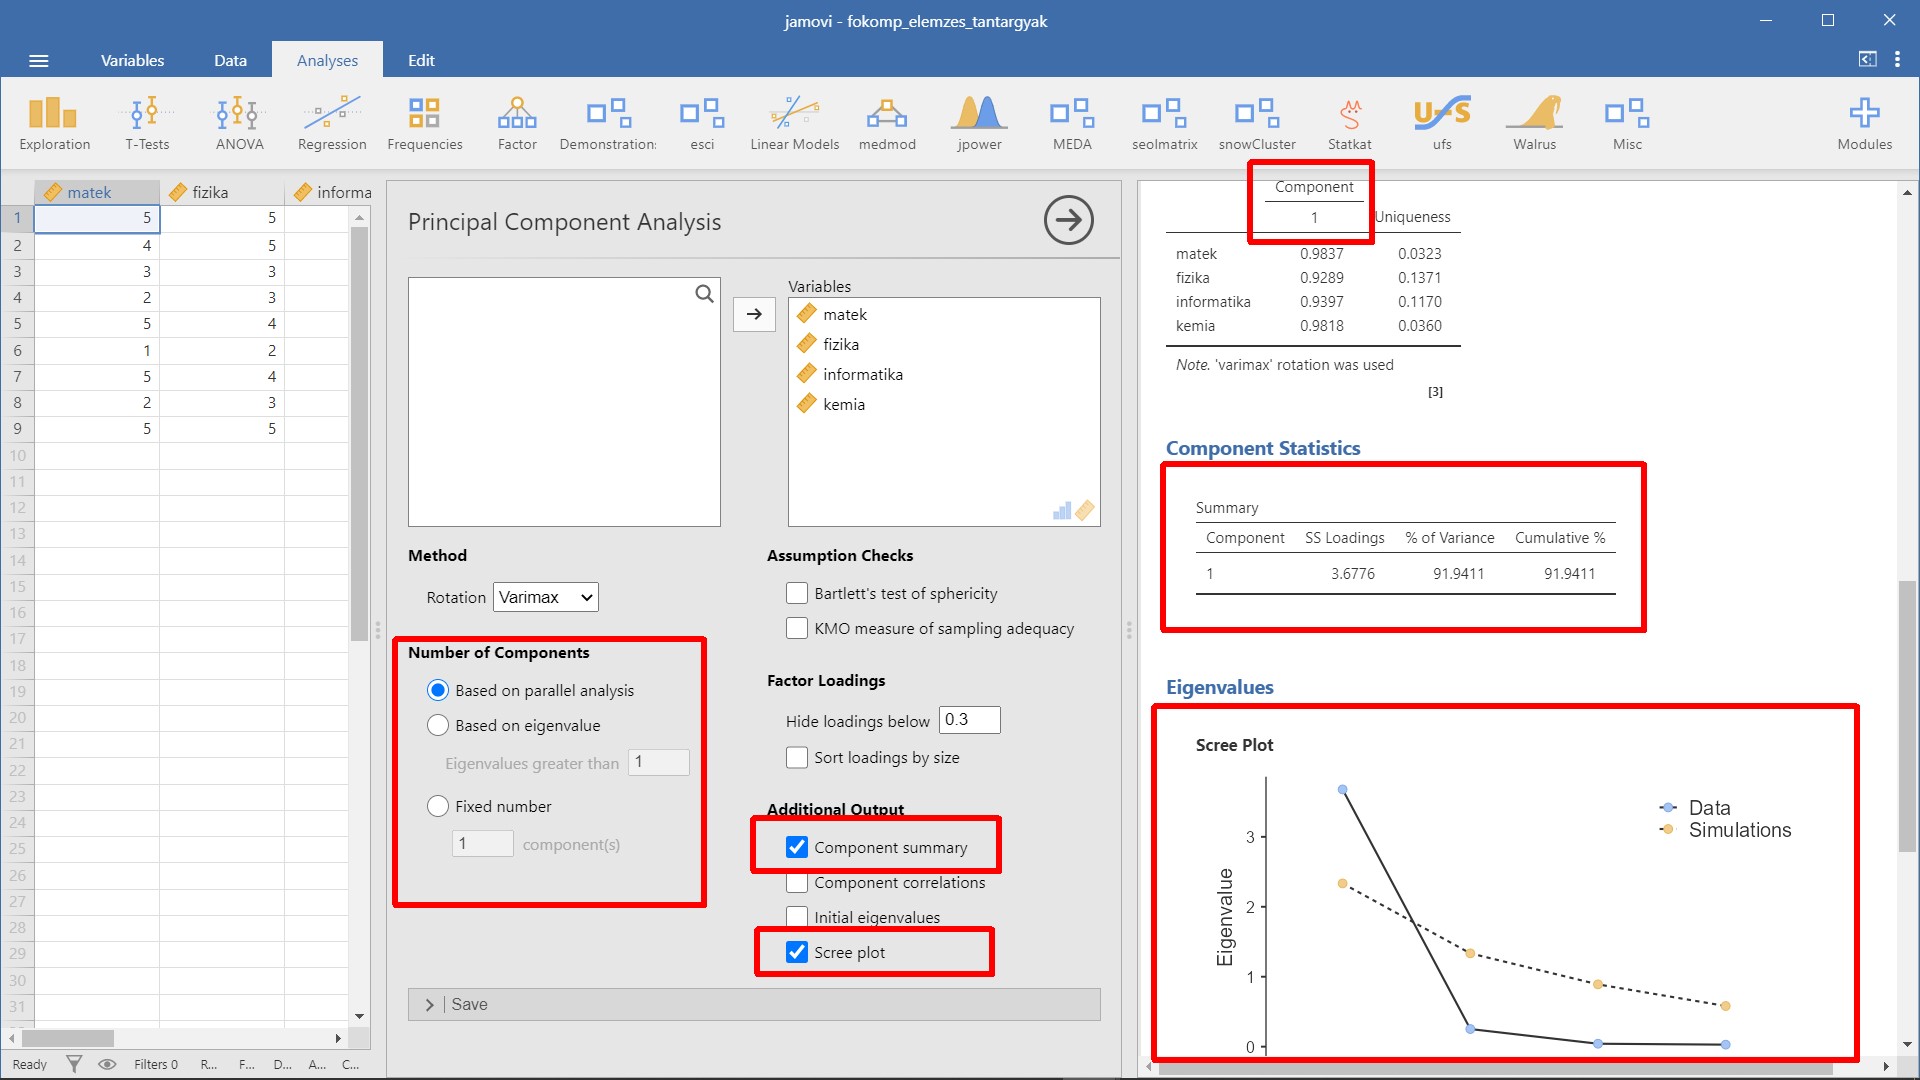 jamovi - fokomp_elemzes_tantargyak
Variables Data Analyses Edit
Exploration T-Tests ANOVA Regression Frequencies Factor Demonstrations esci Linear Models medmod jpower MEDA seolmatrix snowCluster Statkat ufs Walrus Misc Modules
matek fizika informa
1 5 5
2 4 5
3 3 3
4 2 3
5 5 4
6 1 2
7 5 4
8 2 3
9 5 5
10
11
12
13
14
15
16
17
18
19
20
21
22
23
24
25
26
27
28
29
30
31
Ready Filters 0 R... F... D... A... C...
Principal Component Analysis
Variables
matek
fizika
informatika
kemia
Method
Rotation Varimax
Number of Components
Based on parallel analysis
Based on eigenvalue
Eigenvalues greater than 1
Fixed number
1 component(s)
Assumption Checks
Bartlett's test of sphericity
KMO measure of sampling adequacy
Factor Loadings
Hide loadings below 0.3
Sort loadings by size
Additional Output
Component summary
Component correlations
Initial eigenvalues
Scree plot
Save
Component
1 Uniqueness
matek 0.9837 0.0323
fizika 0.9289 0.1371
informatika 0.9397 0.1170
kemia 0.9818 0.0360
Note. 'varimax' rotation was used
[3]
Component Statistics
Summary
Component SS Loadings % of Variance Cumulative %
1 3.6776 91.9411 91.9411
Eigenvalues
Scree Plot
Data
Simulations
Eigenvalue
3
2
1
0